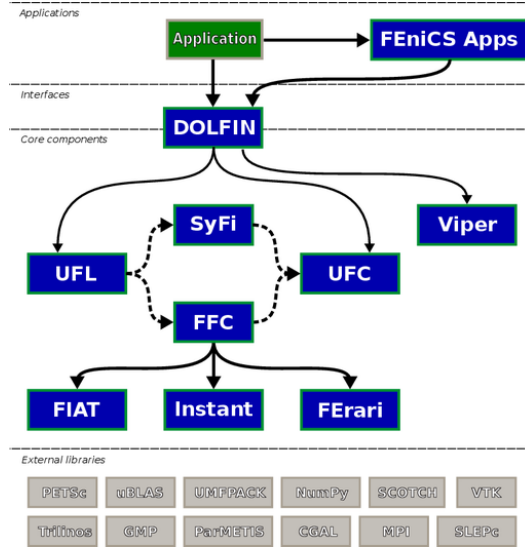 Applications
Application
FEniCS Apps
Interfaces
DOLFIN
Core components
SyFi
Viper
UFL
UFC
FFC
FIAT
Instant
FErari
External libraries
PETSc uBLAS UMFPACK NumPy SCOTCH VTK
Trilinos GMP ParMETIS CGAL MPI SLEPc